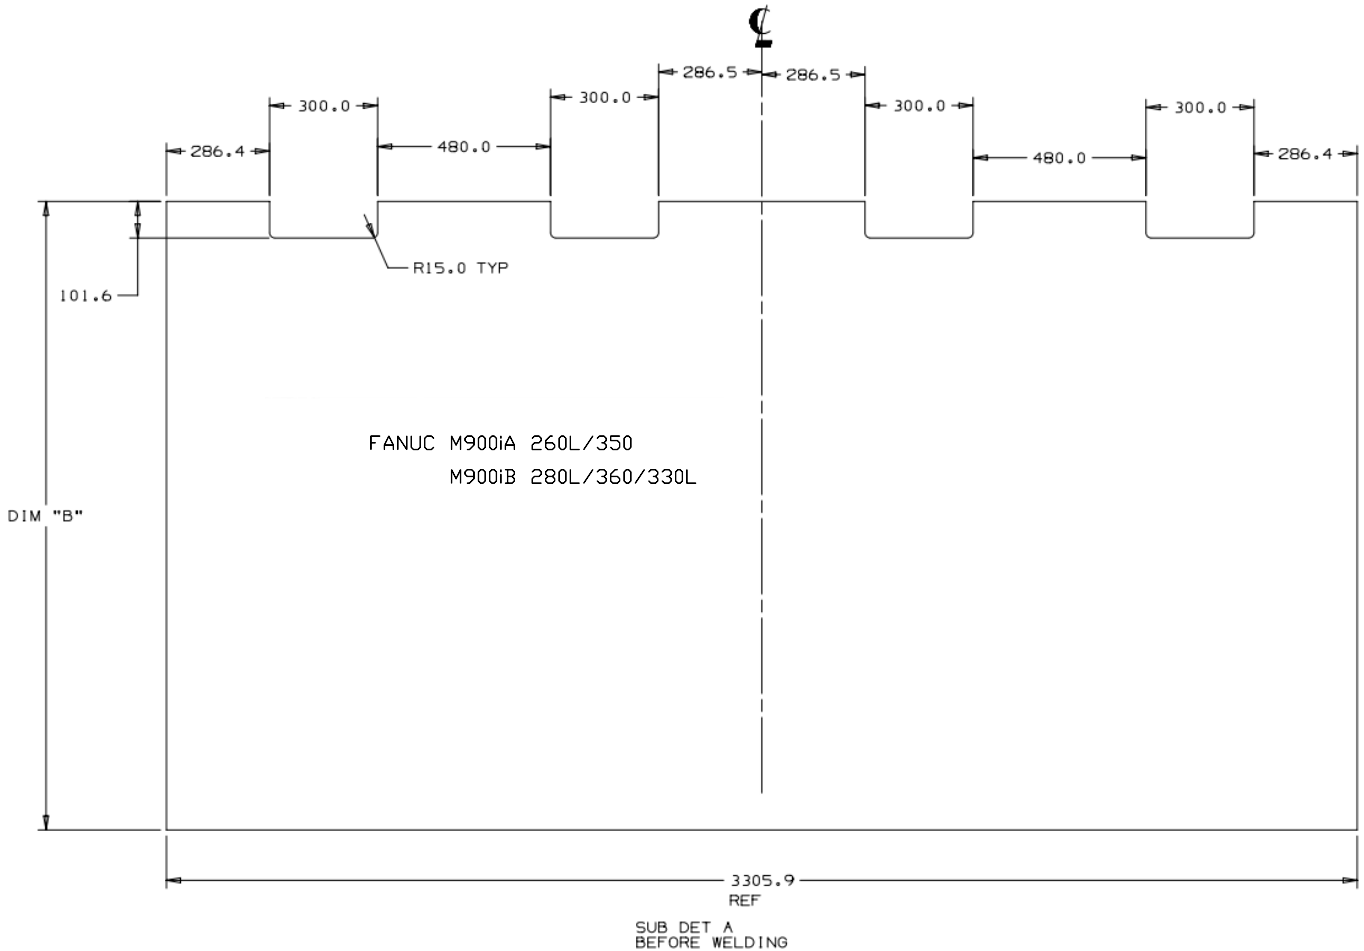 ℄
286.5
286.5
300.0
300.0
300.0
300.0
286.4
480.0
480.0
286.4
R15.0 TYP
101.6
FANUC M900iA 260L/350
M900iB 280L/360/330L
DIM "B"
3305.9
REF
SUB DET A
BEFORE WELDING